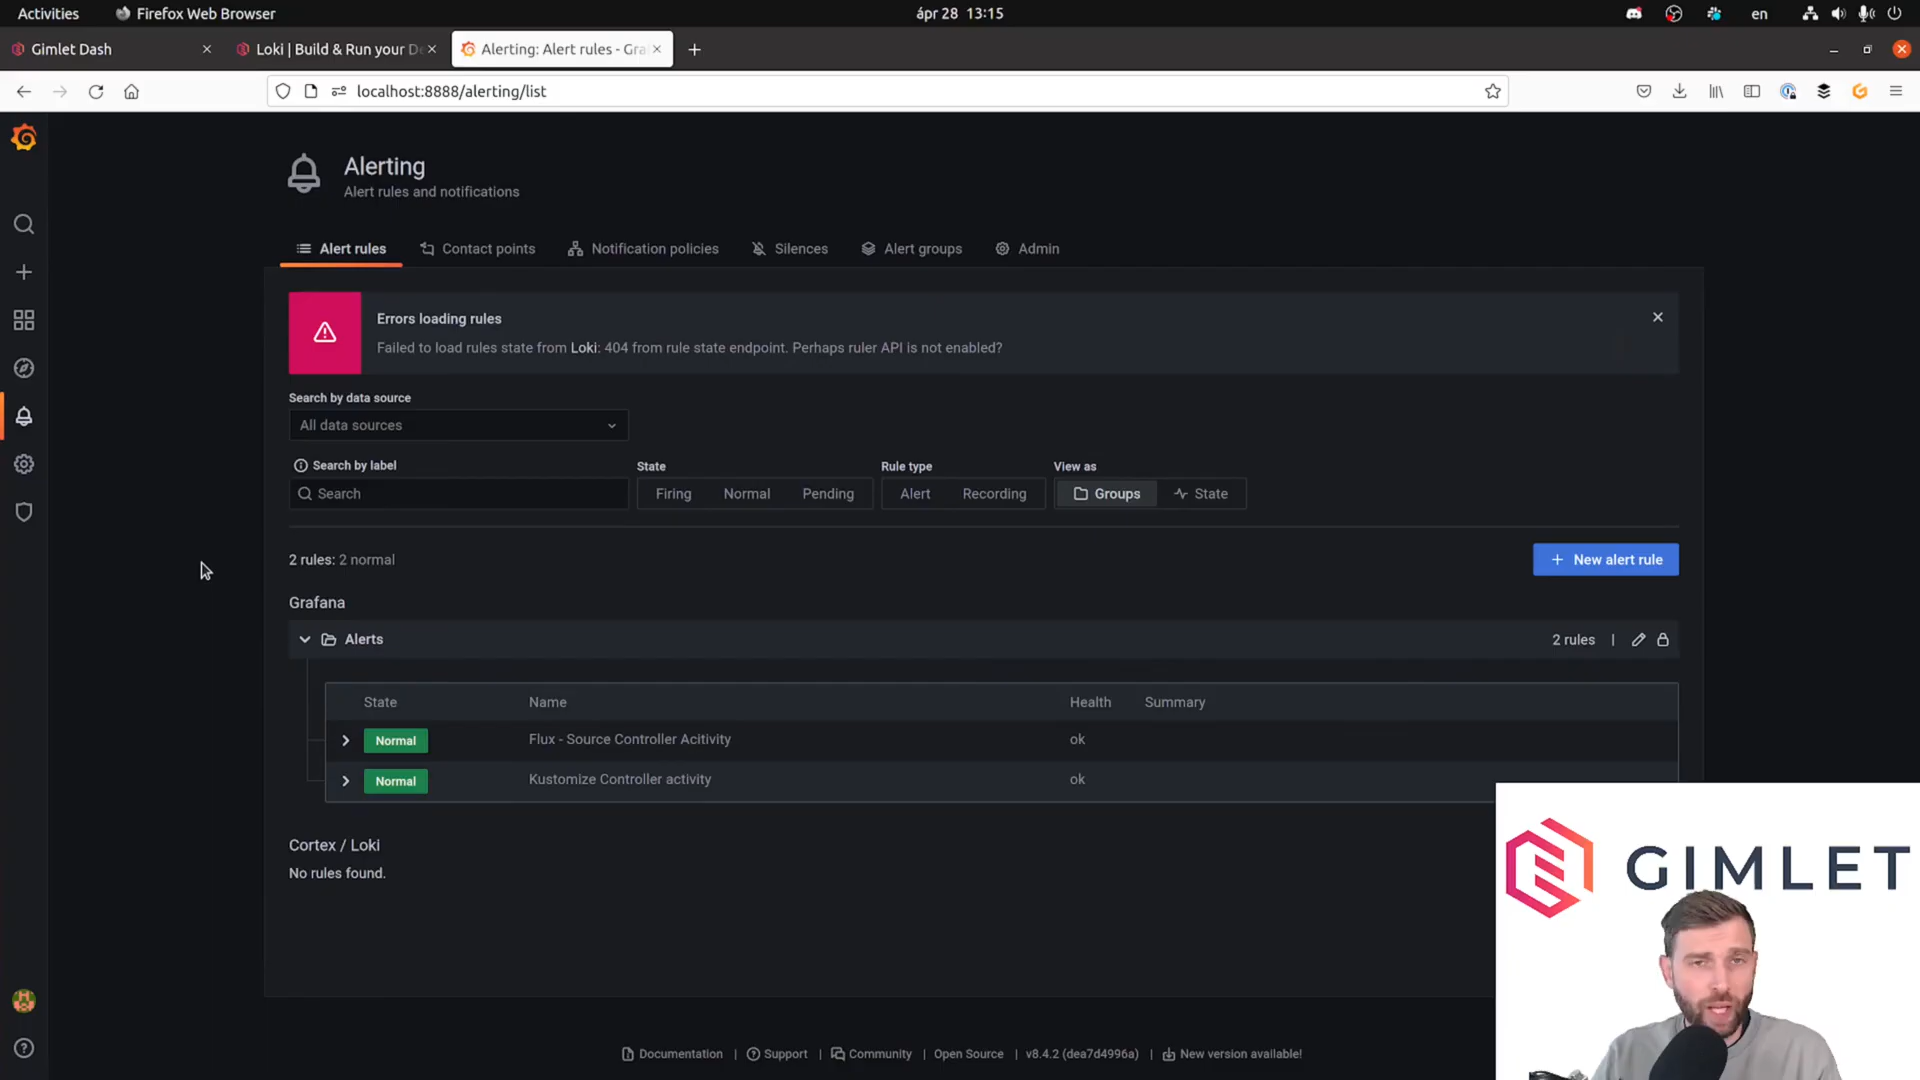 Activities Firefox Web Browser ápr 28 13:15 en
Gimlet Dash Loki | Build & Run your De Alerting: Alert rules - Gra
localhost:8888/alerting/list
Alerting
Alert rules and notifications
Alert rules Contact points Notification policies Silences Alert groups Admin
Errors loading rules
Failed to load rules state from Loki: 404 from rule state endpoint. Perhaps ruler API is not enabled?
Search by data source
All data sources
Search by label State Rule type View as
Search Firing Normal Pending Alert Recording Groups State
2 rules: 2 normal + New alert rule
Grafana
Alerts 2 rules |
State Name Health Summary
Normal Flux - Source Controller Acitivity ok
Normal Kustomize Controller activity ok
Cortex / Loki
No rules found.
GIMLET
Documentation | Support | Community | Open Source | v8.4.2 (dea7d4996a) | New version available!